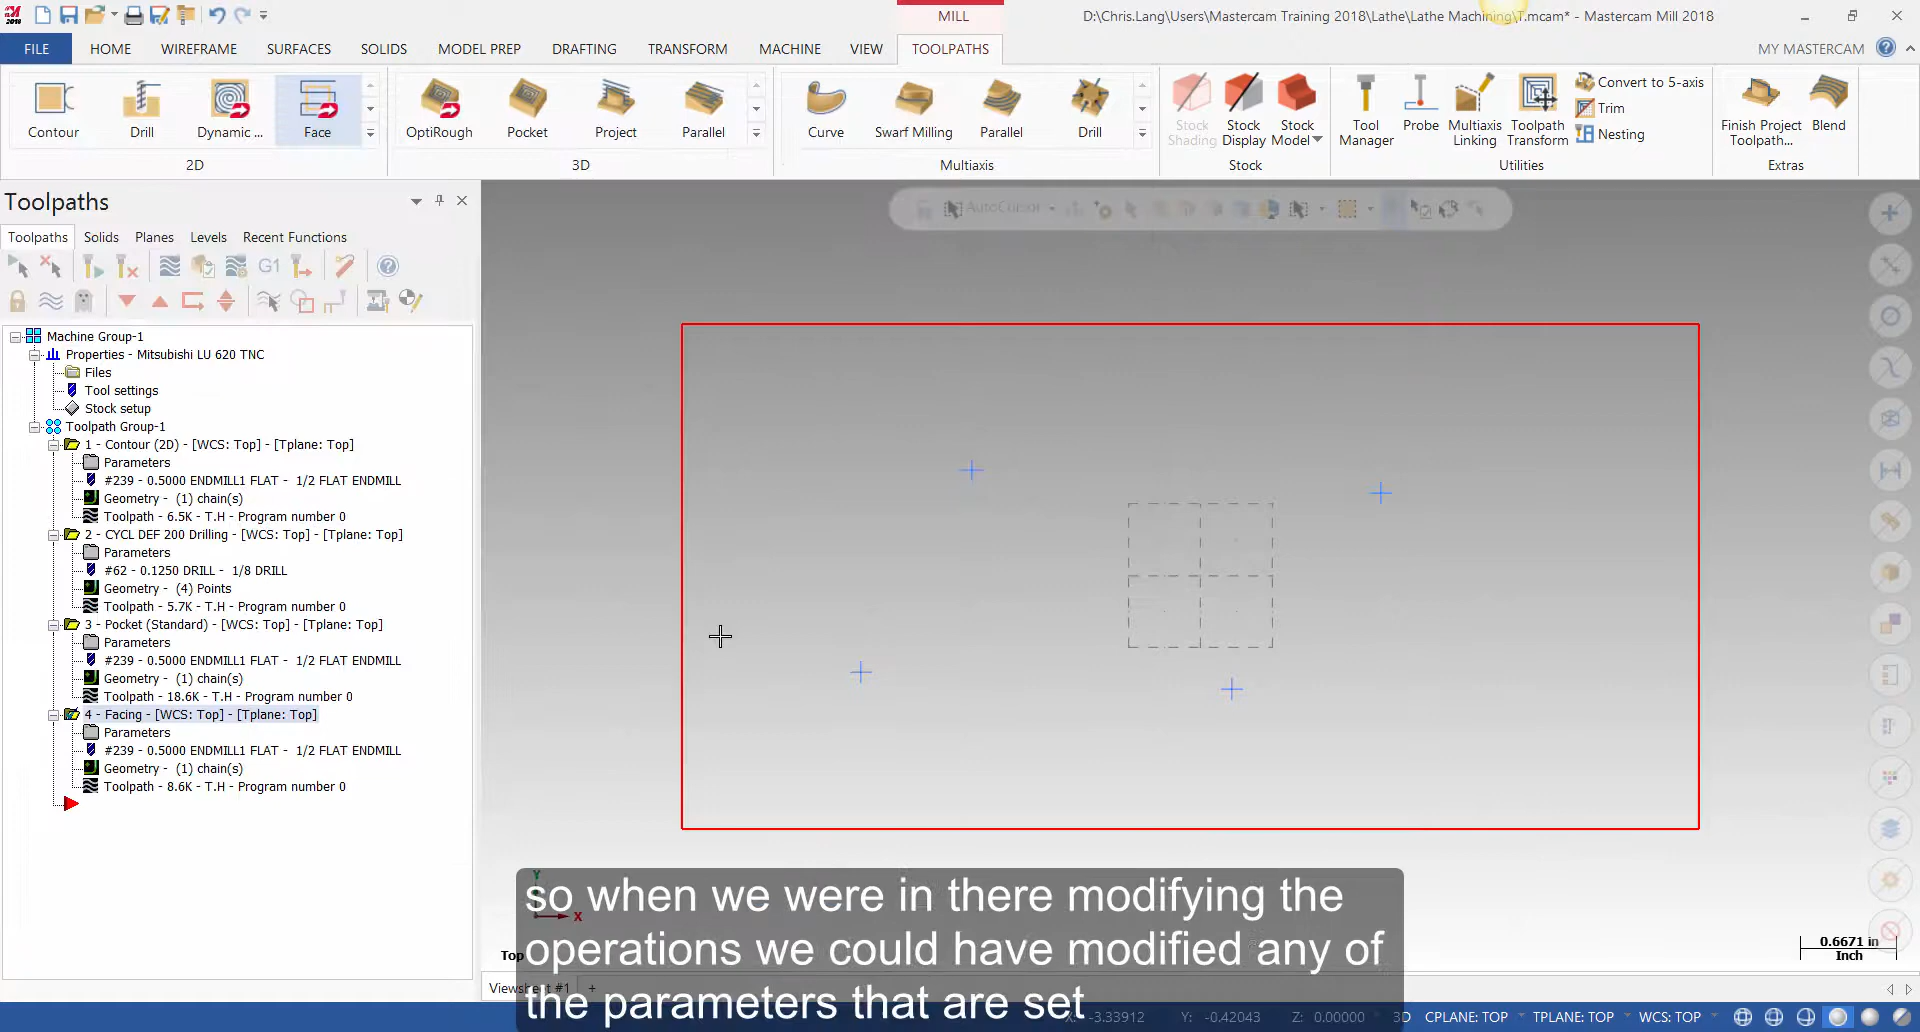 MILL
D:\Chris.Lang\Users\Mastercam Training 2018\Lathe\Lathe Machining\T.mcam* - Mastercam Mill 2018
FILE HOME WIREFRAME SURFACES SOLIDS MODEL PREP DRAFTING TRANSFORM MACHINE VIEW TOOLPATHS MY MASTERCAM
Contour Drill Dynamic ... Face OptiRough Pocket Project Parallel Curve Swarf Milling Parallel Drill
2D 3D Multiaxis
Stock Shading Stock Display Stock Model
Stock
Tool Manager Probe Multiaxis Linking Toolpath Transform
Convert to 5-axis
Trim
Nesting
Utilities
Finish Project Toolpath... Blend
Extras
Toolpaths
Toolpaths Solids Planes Levels Recent Functions
G1
AutoCursor
Machine Group-1
Properties - Mitsubishi LU 620 TNC
Files
Tool settings
Stock setup
Toolpath Group-1
1 - Contour (2D) - [WCS: Top] - [Tplane: Top]
Parameters
#239 - 0.5000 ENDMILL1 FLAT - 1/2 FLAT ENDMILL
Geometry - (1) chain(s)
Toolpath - 6.5K - T.H - Program number 0
2 - CYCL DEF 200 Drilling - [WCS: Top] - [Tplane: Top]
Parameters
#62 - 0.1250 DRILL - 1/8 DRILL
Geometry - (4) Points
Toolpath - 5.7K - T.H - Program number 0
3 - Pocket (Standard) - [WCS: Top] - [Tplane: Top]
Parameters
#239 - 0.5000 ENDMILL1 FLAT - 1/2 FLAT ENDMILL
Geometry - (1) chain(s)
Toolpath - 18.6K - T.H - Program number 0
4 - Facing - [WCS: Top] - [Tplane: Top]
Parameters
#239 - 0.5000 ENDMILL1 FLAT - 1/2 FLAT ENDMILL
Geometry - (1) chain(s)
Toolpath - 8.6K - T.H - Program number 0
Y
X
so when we were in there modifying the
operations we could have modified any of
the parameters that are set
Top
0.6671 in
Inch
Viewsheet #1 +
X: -3.33912 Y: -0.42043 Z: 0.00000 3D CPLANE: TOP TPLANE: TOP WCS: TOP